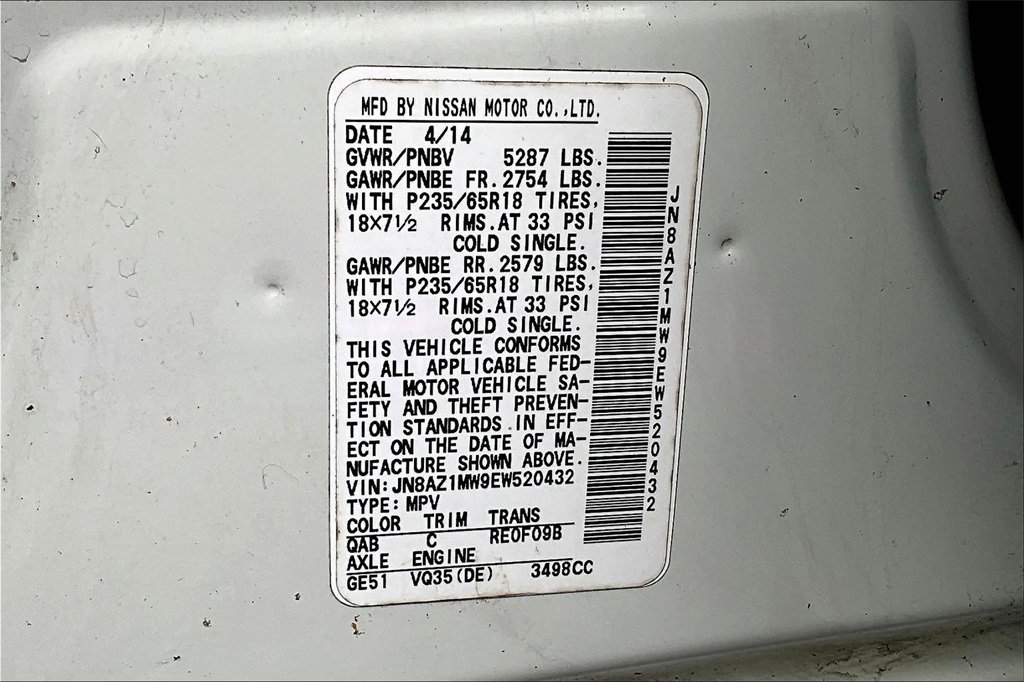 MFD BY NISSAN MOTOR CO.,LTD.
DATE 4/14
GVWR/PNBV 5287 LBS.
GAWR/PNBE FR. 2754 LBS.
WITH P235/65R18 TIRES,
18X7½ RIMS. AT 33 PSI
COLD SINGLE.
GAWR/PNBE RR. 2579 LBS.
WITH P235/65R18 TIRES,
18X7½ RIMS. AT 33 PSI
COLD SINGLE.
THIS VEHICLE CONFORMS
TO ALL APPLICABLE FED-
ERAL MOTOR VEHICLE SA-
FETY AND THEFT PREVEN-
TION STANDARDS IN EFF-
ECT ON THE DATE OF MA-
NUFACTURE SHOWN ABOVE.
VIN: JN8AZ1MW9EW520432
TYPE: MPV
COLOR TRIM TRANS
QAB C RE0F09B
AXLE ENGINE
GE51 VQ35(DE) 3498CC
JN8AZ1MW9EW520432